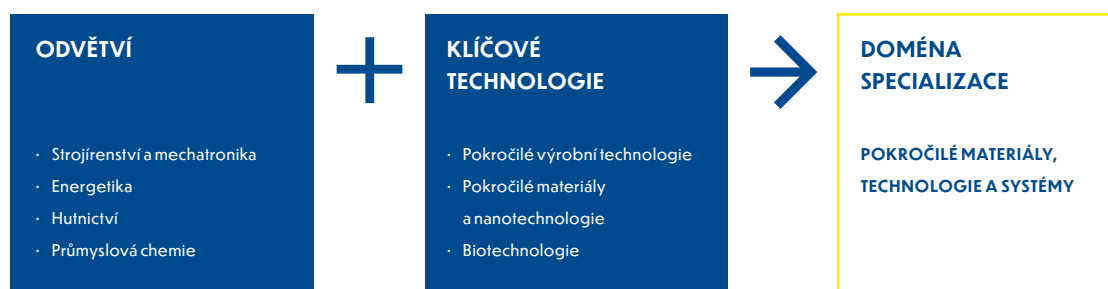 ODVĚTVÍ
· Strojírenství a mechatronika
· Energetika
· Hutnictví
· Průmyslová chemie
KLÍČOVÉ
TECHNOLOGIE
· Pokročilé výrobní technologie
· Pokročilé materiály
a nanotechnologie
· Biotechnologie
DOMÉNA
SPECIALIZACE
POKROČILÉ MATERIÁLY,
TECHNOLOGIE A SYSTÉMY